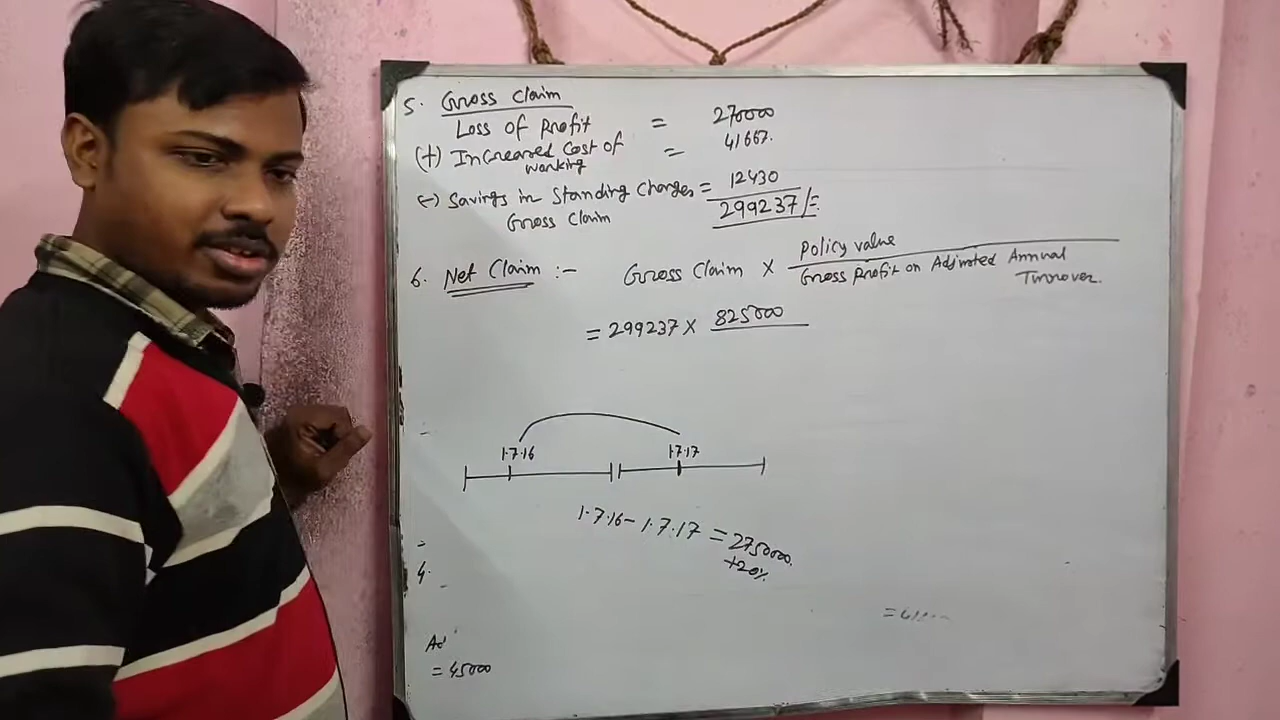 5. Gross Claim
Loss of Profit = 270000
(+) Increased Cost of working = 41667.
(-) Savings in Standing Charges = 12430
Gross Claim 299237/=
6. Net Claim :- Gross Claim × Policy value
Gross Profit on Adjusted Annual Turnover.
= 299237 × 825000
1.7.16 1.7.17
1.7.16 - 1.7.17 = 2750000.
+20%
Ad
= 45000